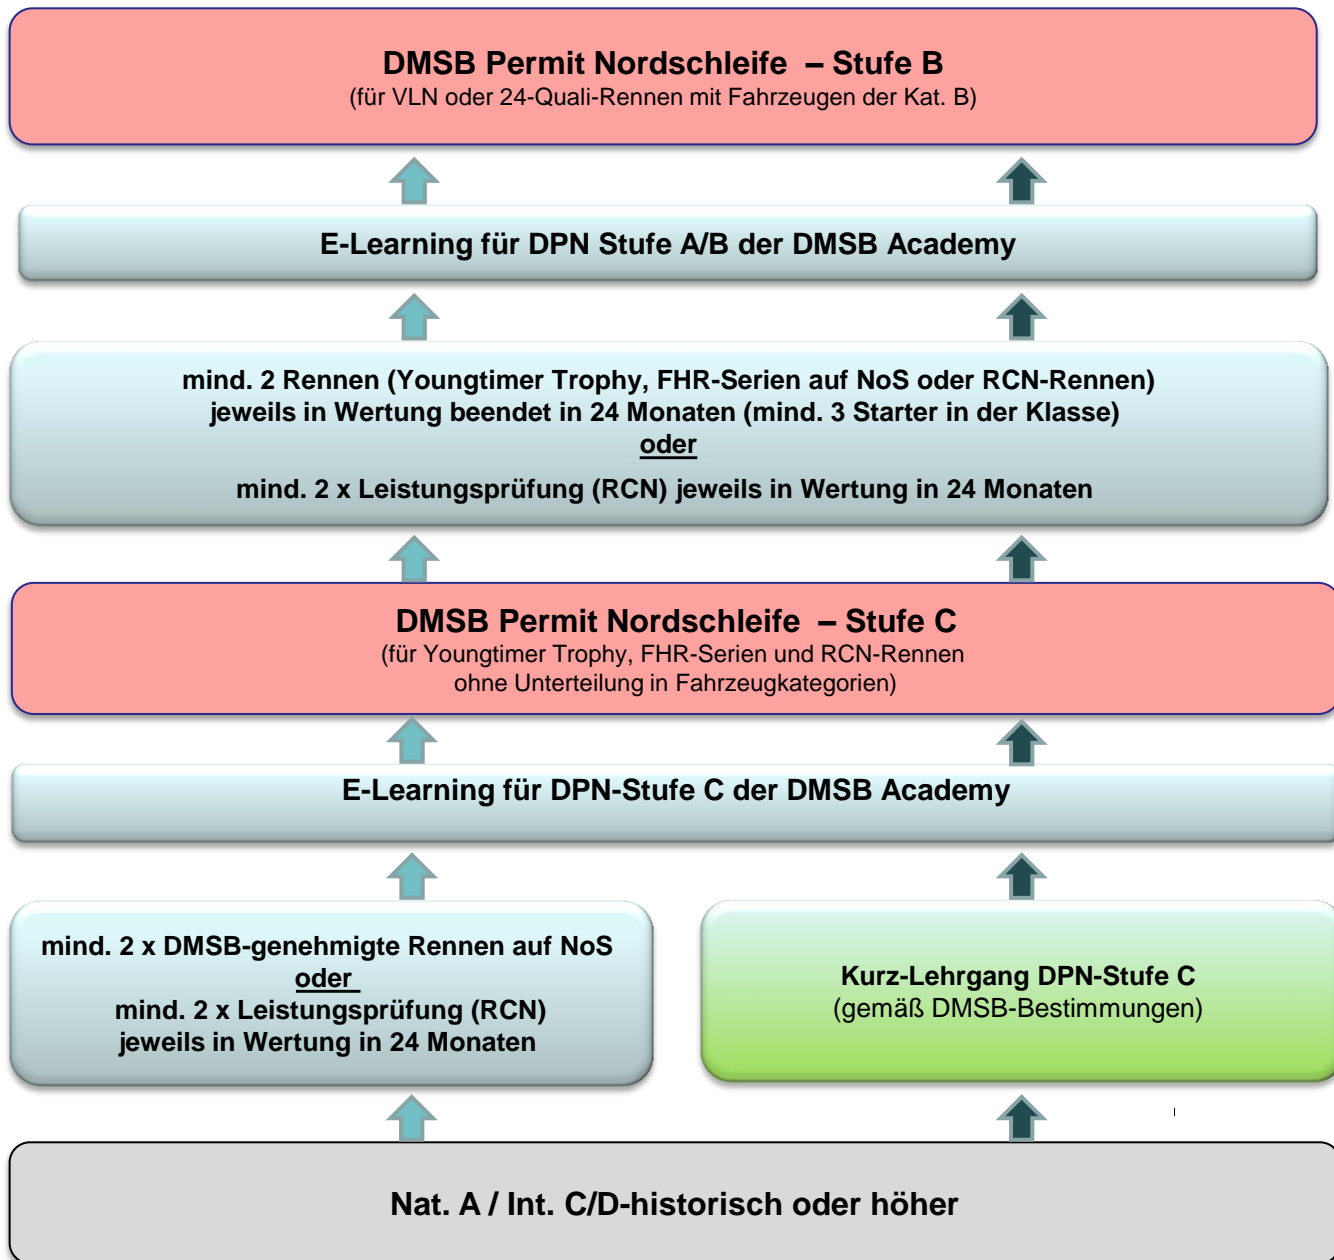 DMSB Permit Nordschleife – Stufe B
(für VLN oder 24-Quali-Rennen mit Fahrzeugen der Kat. B)
E-Learning für DPN Stufe A/B der DMSB Academy
mind. 2 Rennen (Youngtimer Trophy, FHR-Serien auf NoS oder RCN-Rennen)
jeweils in Wertung beendet in 24 Monaten (mind. 3 Starter in der Klasse)
oder
mind. 2 x Leistungsprüfung (RCN) jeweils in Wertung in 24 Monaten
DMSB Permit Nordschleife – Stufe C
(für Youngtimer Trophy, FHR-Serien und RCN-Rennen
ohne Unterteilung in Fahrzeugkategorien)
E-Learning für DPN-Stufe C der DMSB Academy
mind. 2 x DMSB-genehmigte Rennen auf NoS
oder
mind. 2 x Leistungsprüfung (RCN)
jeweils in Wertung in 24 Monaten
Kurz-Lehrgang DPN-Stufe C
(gemäß DMSB-Bestimmungen)
Nat. A / Int. C/D-historisch oder höher